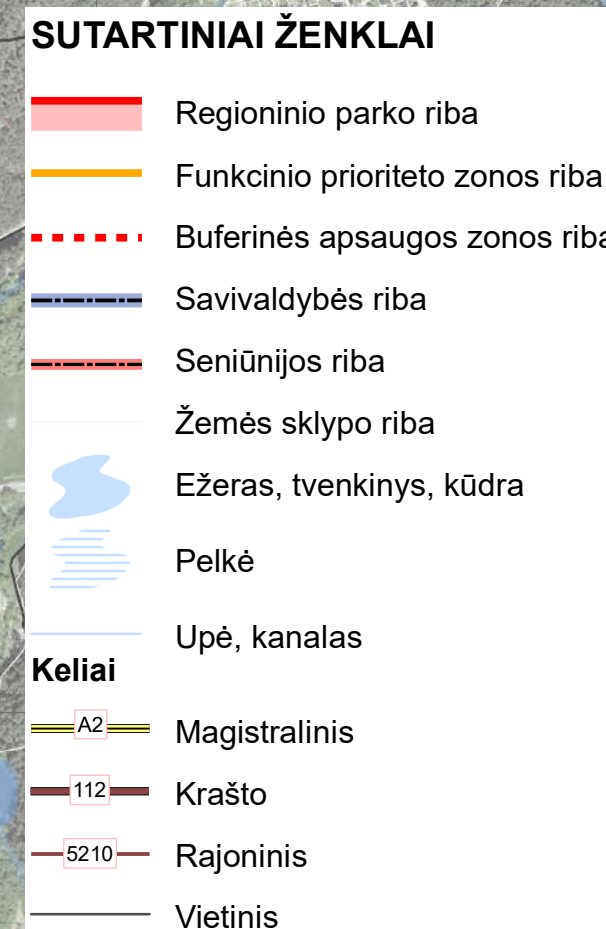 SUTARTINIAI ŽENKLAI
Regioninio parko riba
Funkcinio prioriteto zonos riba
Buferinės apsaugos zonos riba
Savivaldybės riba
Seniūnijos riba
Žemės sklypo riba
Ežeras, tvenkinys, kūdra
Pelkė
Upė, kanalas
Keliai
A2 Magistralinis
112 Krašto
5210 Rajoninis
Vietinis